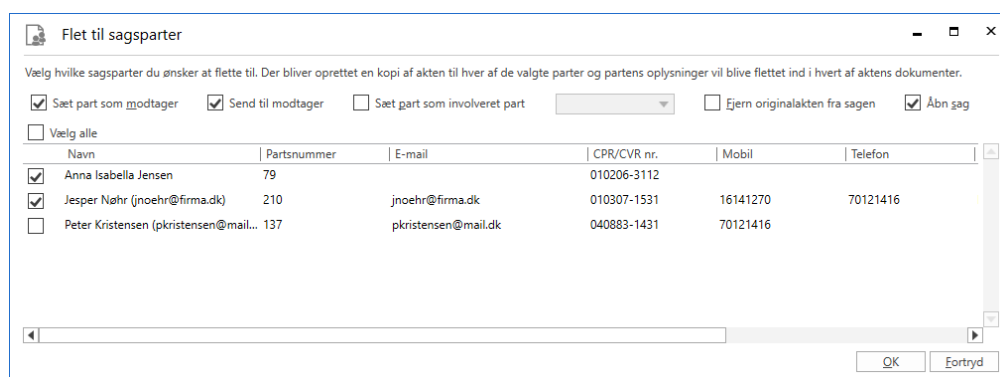 Flet til sagsparter
Vælg hvilke sagsparter du ønsker at flette til. Der bliver oprettet en kopi af akten til hver af de valgte parter og partens oplysninger vil blive flettet ind i hvert af aktens dokumenter.
Sæt part som modtager Send til modtager Sæt part som involveret part Fjern originalakten fra sagen Åbn sag
Vælg alle
Navn Partsnummer E-mail CPR/CVR nr. Mobil Telefon
Anna Isabella Jensen 79 010206-3112
Jesper Nøhr (jnoehr@firma.dk) 210 jnoehr@firma.dk 010307-1531 16141270 70121416
Peter Kristensen (pkristensen@mail... 137 pkristensen@mail.dk 040883-1431 70121416
OK Fortryd